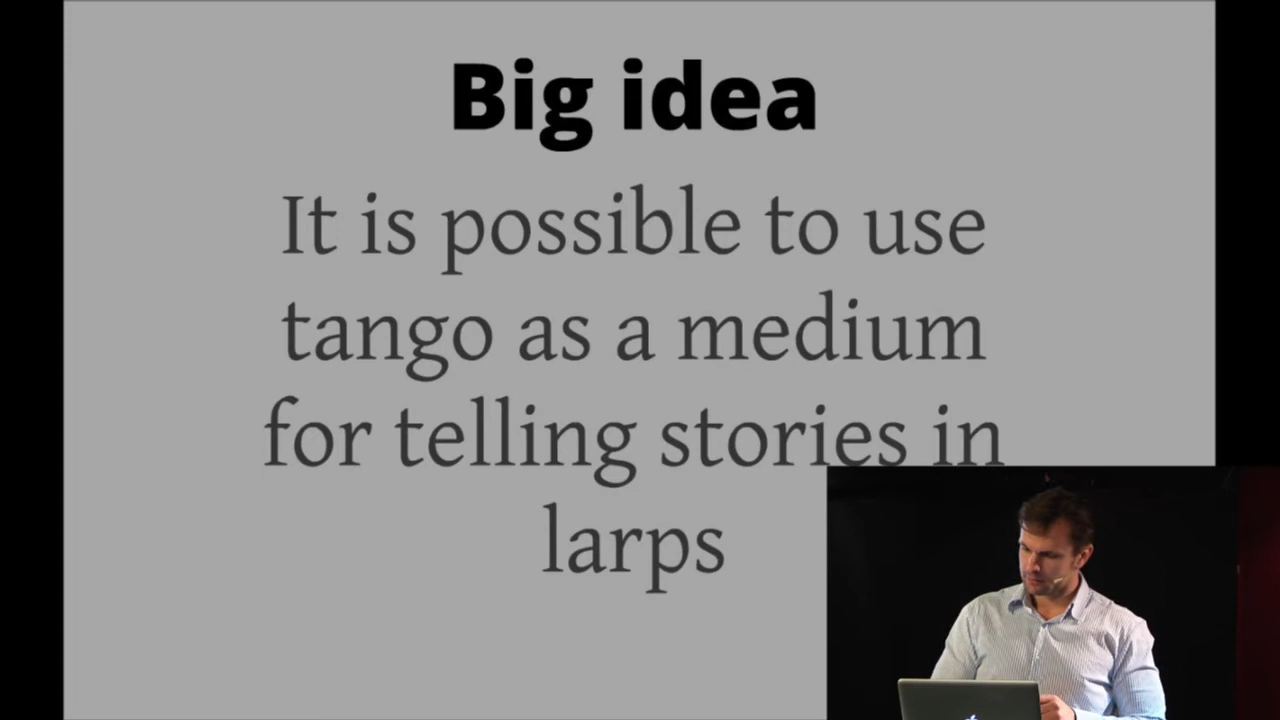 Big idea
It is possible to use
tango as a medium
for telling stories in
larps